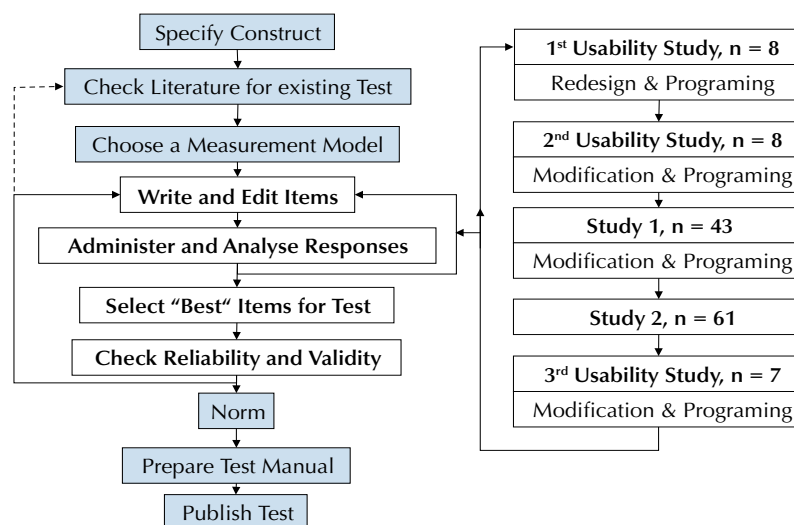 Specify Construct
Check Literature for existing Test
Choose a Measurement Model
Write and Edit Items
Administer and Analyse Responses
Select “Best“ Items for Test
Check Reliability and Validity
Norm
Prepare Test Manual
Publish Test
1st Usability Study, n = 8
Redesign & Programing
2nd Usability Study, n = 8
Modification & Programing
Study 1, n = 43
Modification & Programing
Study 2, n = 61
3rd Usability Study, n = 7
Modification & Programing